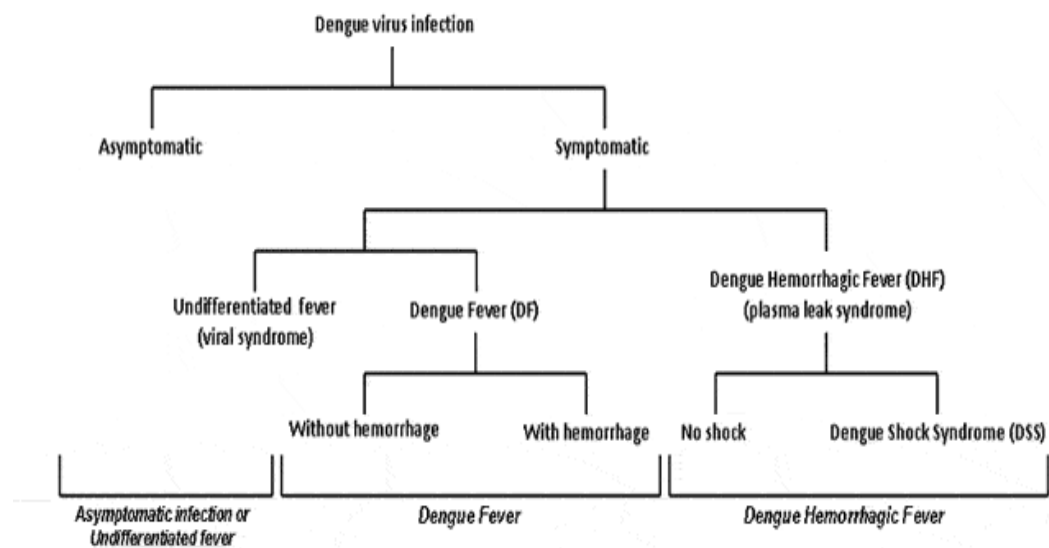 Dengue virus infection
Asymptomatic
Symptomatic
Undifferentiated fever
(viral syndrome)
Dengue Fever (DF)
Dengue Hemorrhagic Fever (DHF)
(plasma leak syndrome)
Without hemorrhage
With hemorrhage
No shock
Dengue Shock Syndrome (DSS)
Asymptomatic infection or
Undifferentiated fever
Dengue Fever
Dengue Hemorrhagic Fever